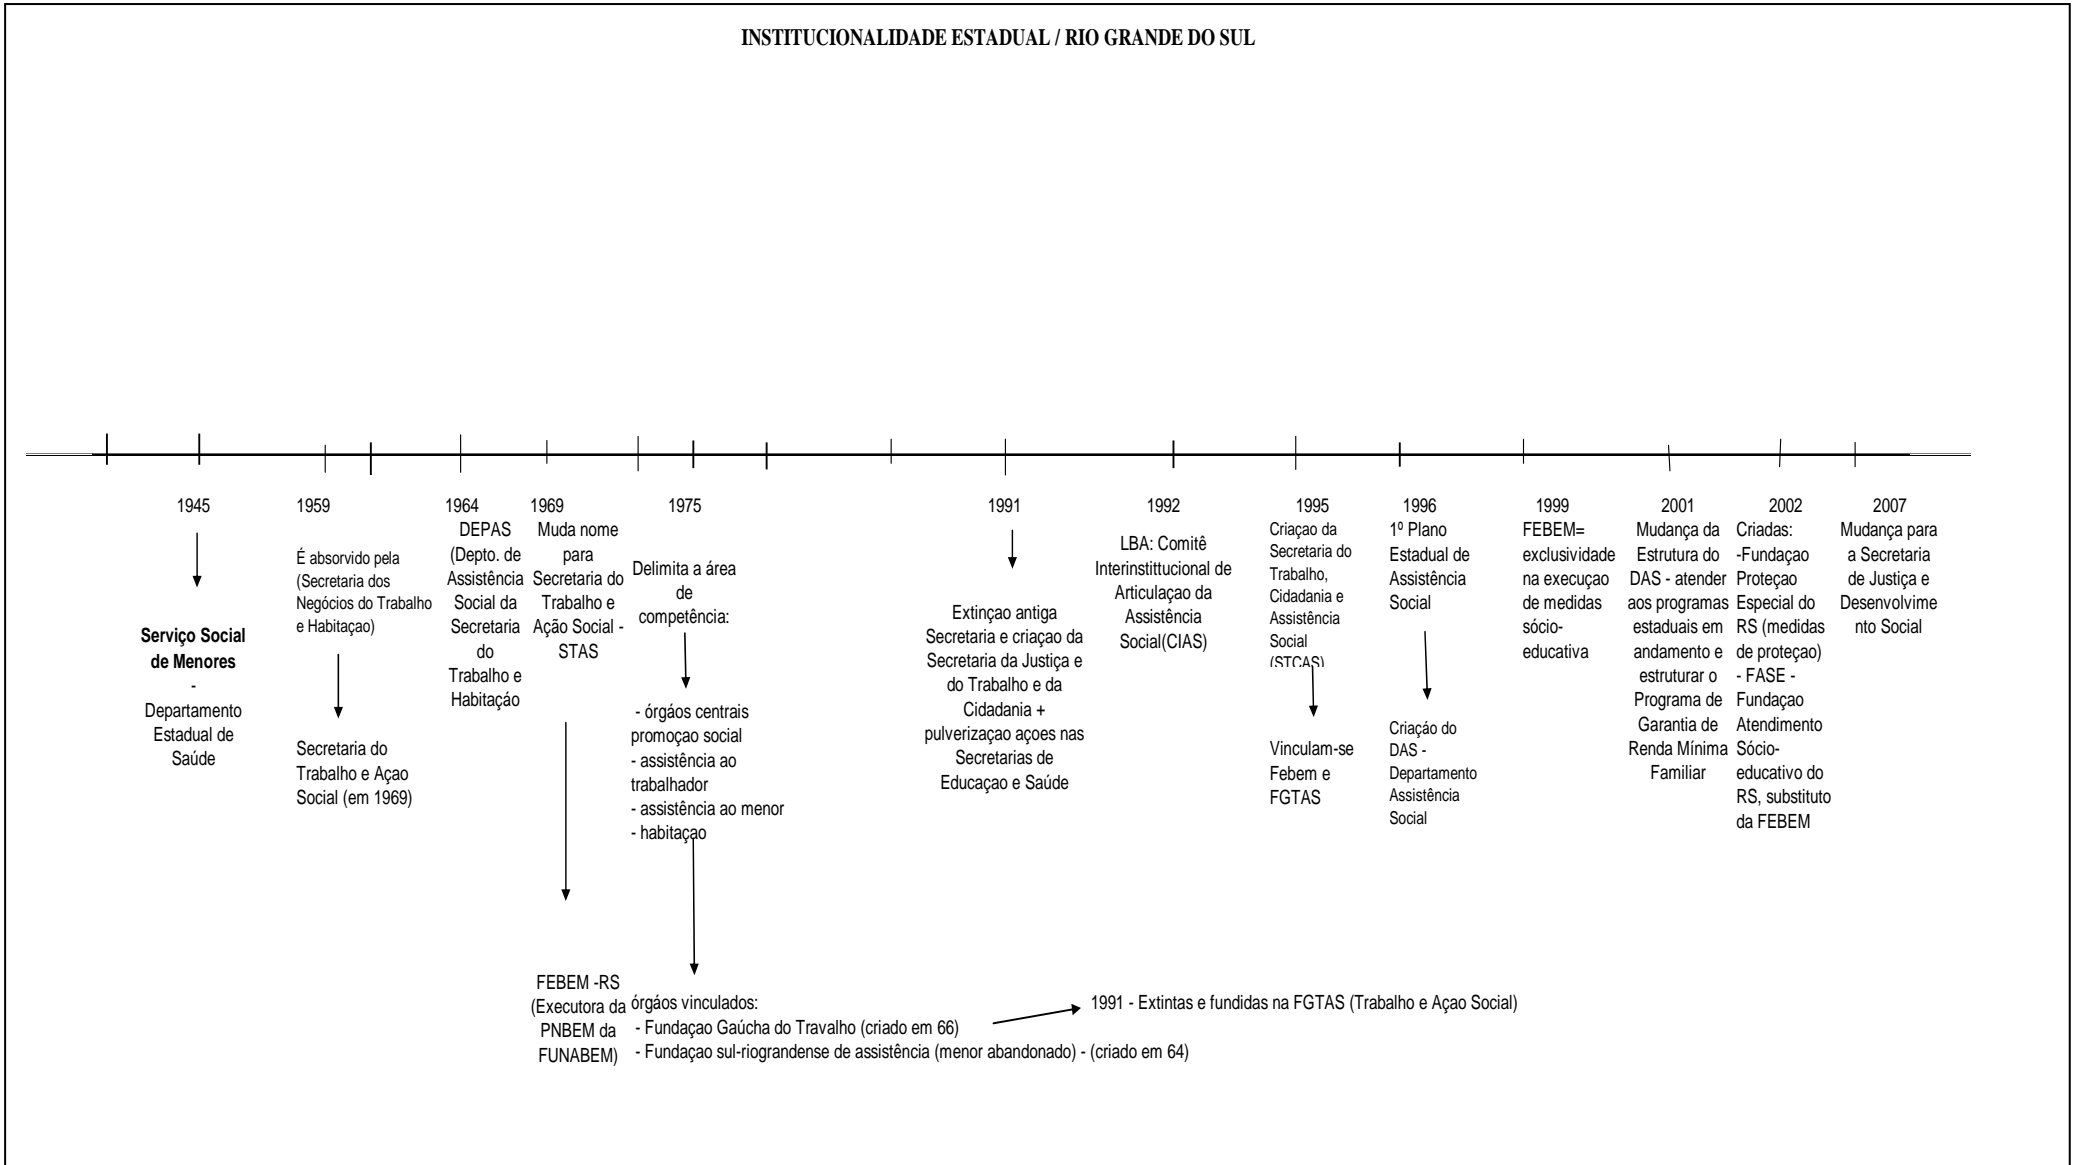 INSTITUCIONALIDADE ESTADUAL / RIO GRANDE DO SUL
1945
Serviço Social
de Menores
-
Departamento
Estadual de
Saúde
1959
É absorvido pela
(Secretaria dos
Negócios do Trabalho
e Habitaçao)
Secretaria do
Trabalho e Açao
Social (em 1969)
1964
DEPAS
(Depto. de
Assistência
Social da
Secretaria
do
Trabalho e
Habitaçáo
1969
Muda nome
para
Secretaria do
Trabalho e
Ação Social -
STAS
FEBEM -RS
(Executora da
PNBEM da
FUNABEM)
1975
Delimita a área
de
competência:
- órgáos centrais
promoçao social
- assistência ao
trabalhador
- assistência ao menor
- habitaçao
órgáos vinculados:
- Fundaçao Gaúcha do Travalho (criado em 66)
- Fundaçao sul-riograndense de assistência (menor abandonado) - (criado em 64)
1991 - Extintas e fundidas na FGTAS (Trabalho e Açao Social)
1991
Extinçao antiga
Secretaria e criaçao da
Secretaria da Justiça e
do Trabalho e da
Cidadania +
pulverizaçao açoes nas
Secretarias de
Educaçao e Saúde
1992
LBA: Comitê
Interinstittucional de
Articulaçao da
Assistência
Social(CIAS)
1995
Criaçao da
Secretaria do
Trabalho,
Cidadania e
Assistência
Social
(STCAS)
Vinculam-se
Febem e
FGTAS
1996
1º Plano
Estadual de
Assistência
Social
Criaçáo do
DAS -
Departamento
Assistência
Social
1999
FEBEM=
exclusividade
na execuçao
de medidas
sócio-
educativa
2001
Mudança da
Estrutura do
DAS - atender
aos programas
estaduais em
andamento e
estruturar o
Programa de
Garantia de
Renda Mínima
Familiar
2002
Criadas:
-Fundaçao
Proteçao
Especial do
RS (medidas
de proteçao)
- FASE -
Fundaçao
Atendimento
Sócio-
educativo do
RS, substituto
da FEBEM
2007
Mudança para
a Secretaria
de Justiça e
Desenvolvime
nto Social